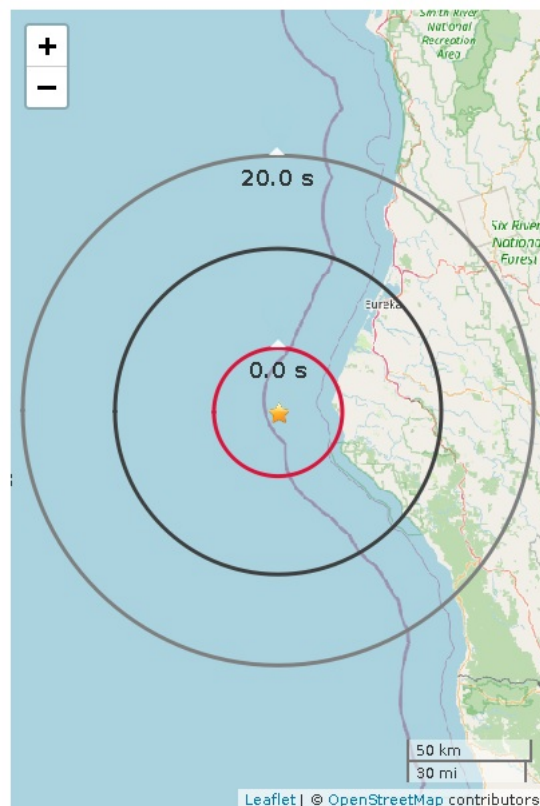 Smith River
National
Recreation
Area
+
−
20.0 s
Six River
National
Forest
Eureka
0.0 s
50 km
30 mi
Leaflet | © OpenStreetMap contributors